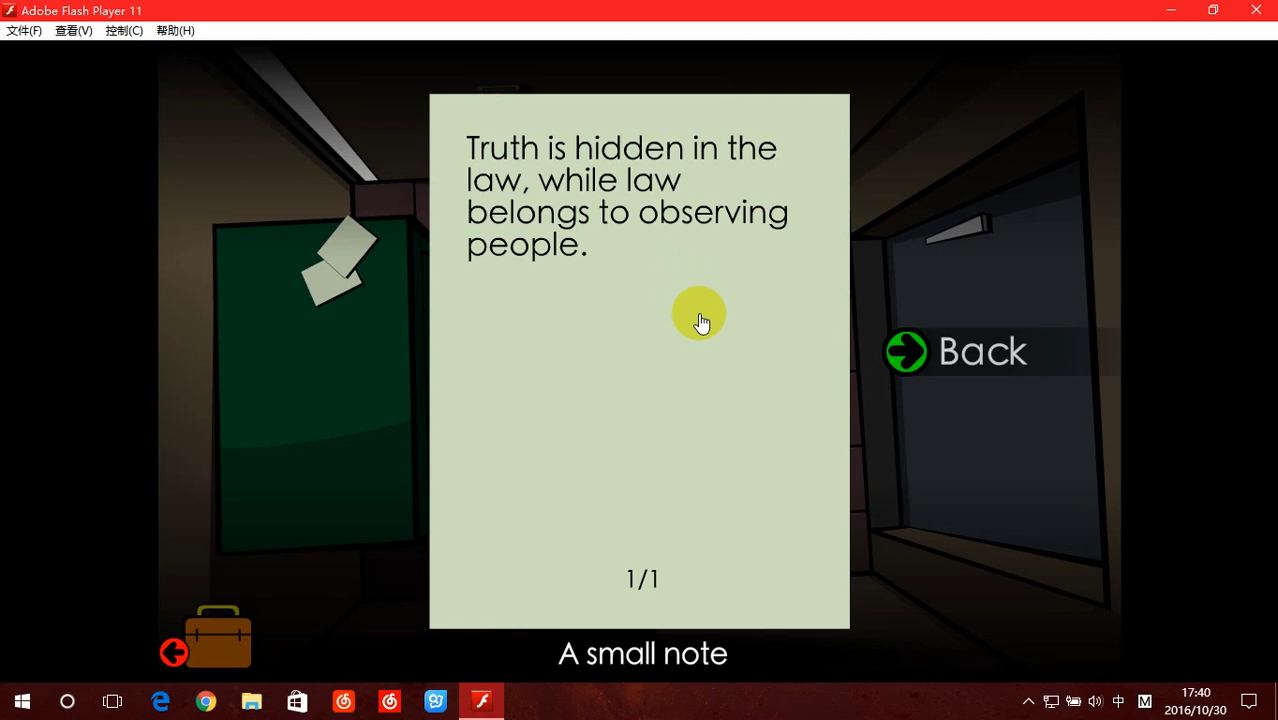 Adobe Flash Player 11
文件(F) 查看(V) 控制(C) 帮助(H)
Truth is hidden in the
law, while law
belongs to observing
people.
Back
1/1
A small note
中 M
17:40
2016/10/30